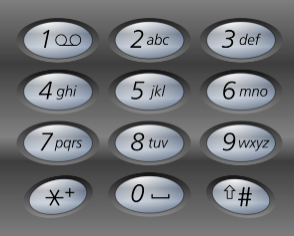 1 2 abc 3 def
4 ghi 5 jkl 6 mno
7 pqrs 8 tuv 9 wxyz
*+ 0 ⇧#